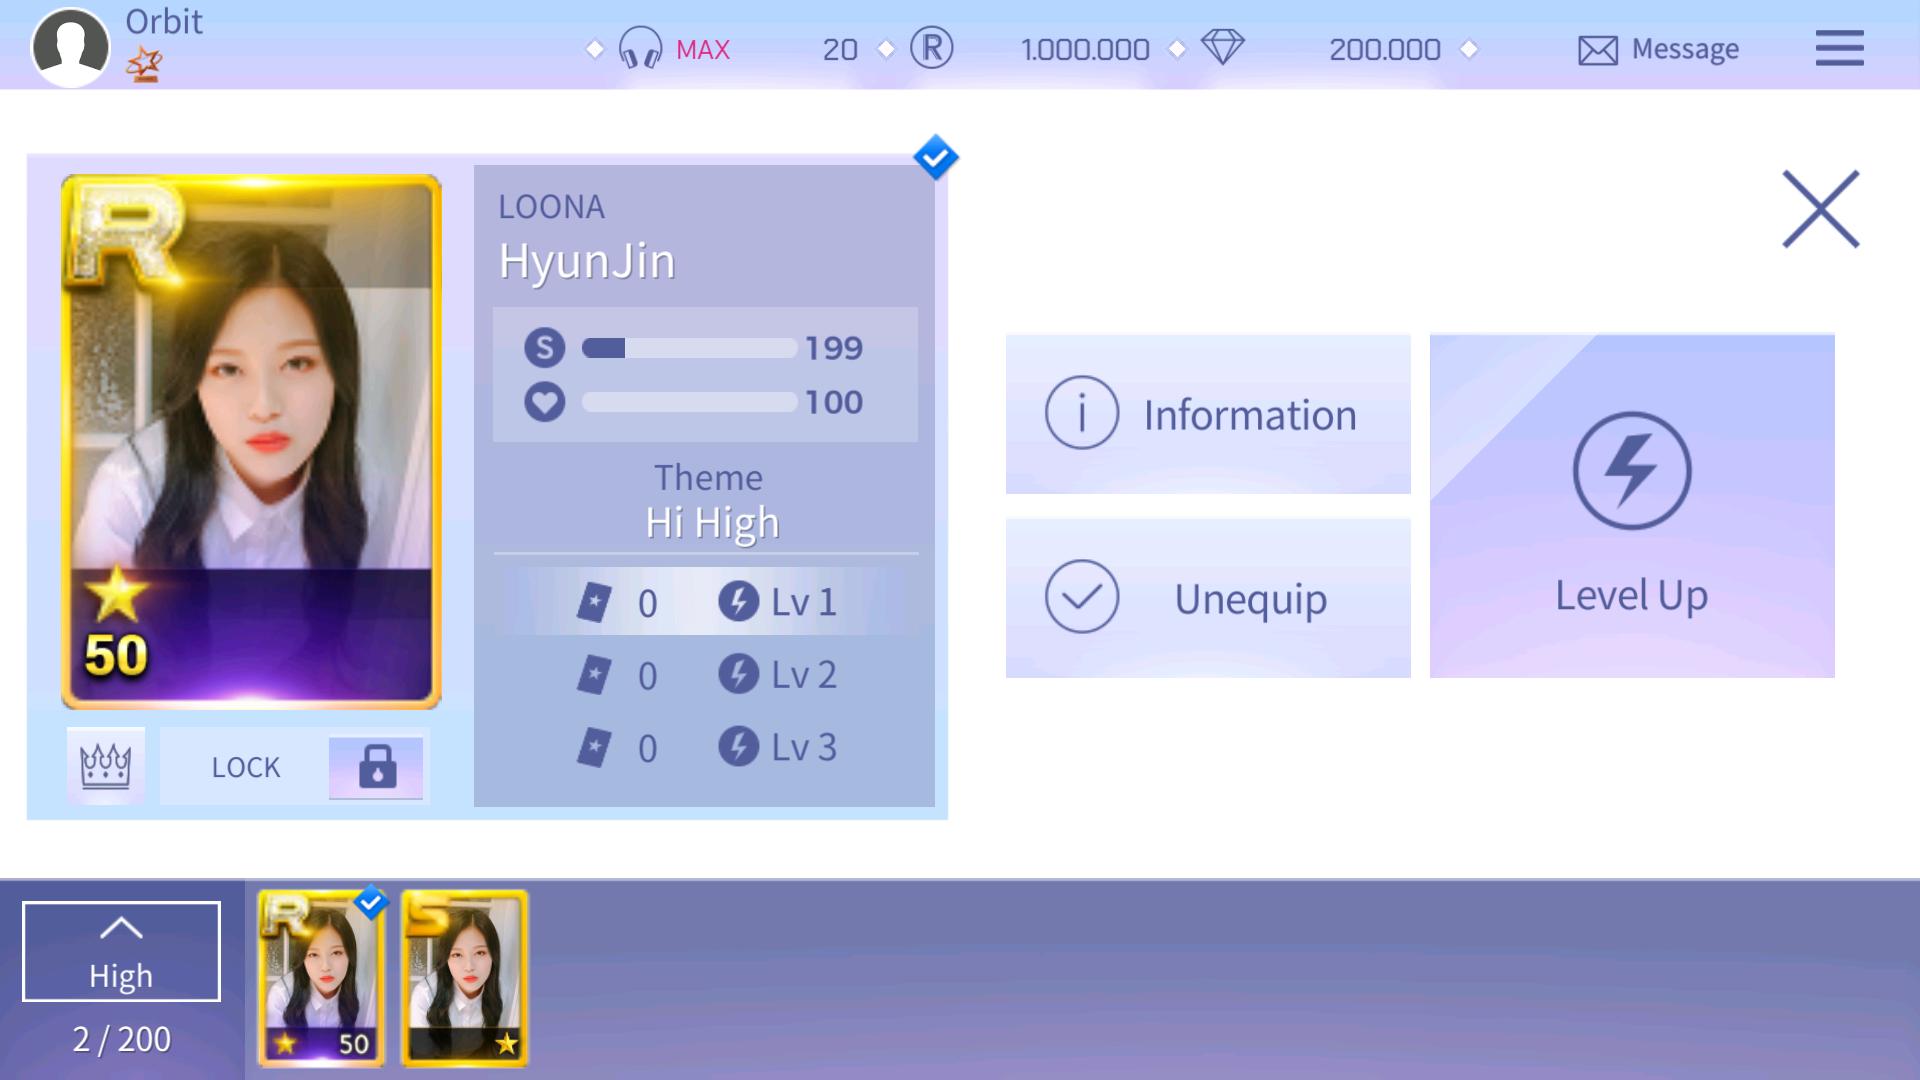 Orbit
MAX
20
R
1.000.000
200.000
Message
R
50
LOONA
HyunJin
S 199
100
Theme
Hi High
0 Lv 1
0 Lv 2
0 Lv 3
LOCK
i Information
Unequip
Level Up
High
2 / 200
R
50
S